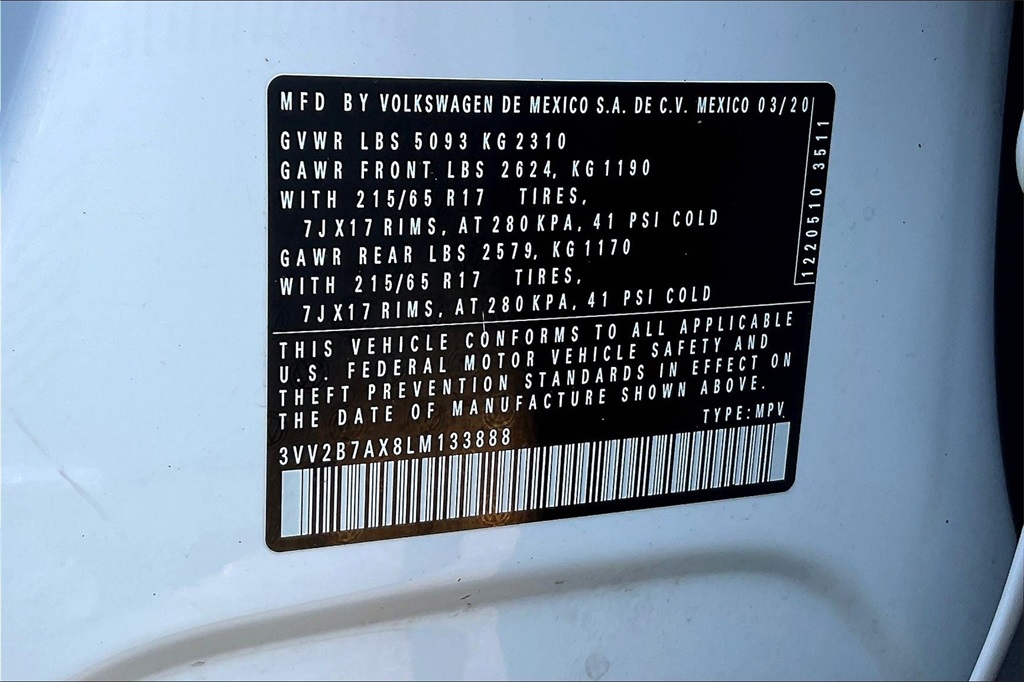 MFD BY VOLKSWAGEN DE MEXICO S.A. DE C.V. MEXICO 03/20
GVWR LBS 5093 KG 2310
GAWR FRONT LBS 2624, KG 1190
WITH 215/65 R17 TIRES,
7JX17 RIMS, AT 280 KPA, 41 PSI COLD
GAWR REAR LBS 2579, KG 1170
WITH 215/65 R17 TIRES,
7JX17 RIMS, AT 280 KPA, 41 PSI COLD
1220510 3511
THIS VEHICLE CONFORMS TO ALL APPLICABLE
U.S. FEDERAL MOTOR VEHICLE SAFETY AND
THEFT PREVENTION STANDARDS IN EFFECT ON
THE DATE OF MANUFACTURE SHOWN ABOVE.
TYPE: MPV
3VV2B7AX8LM133888